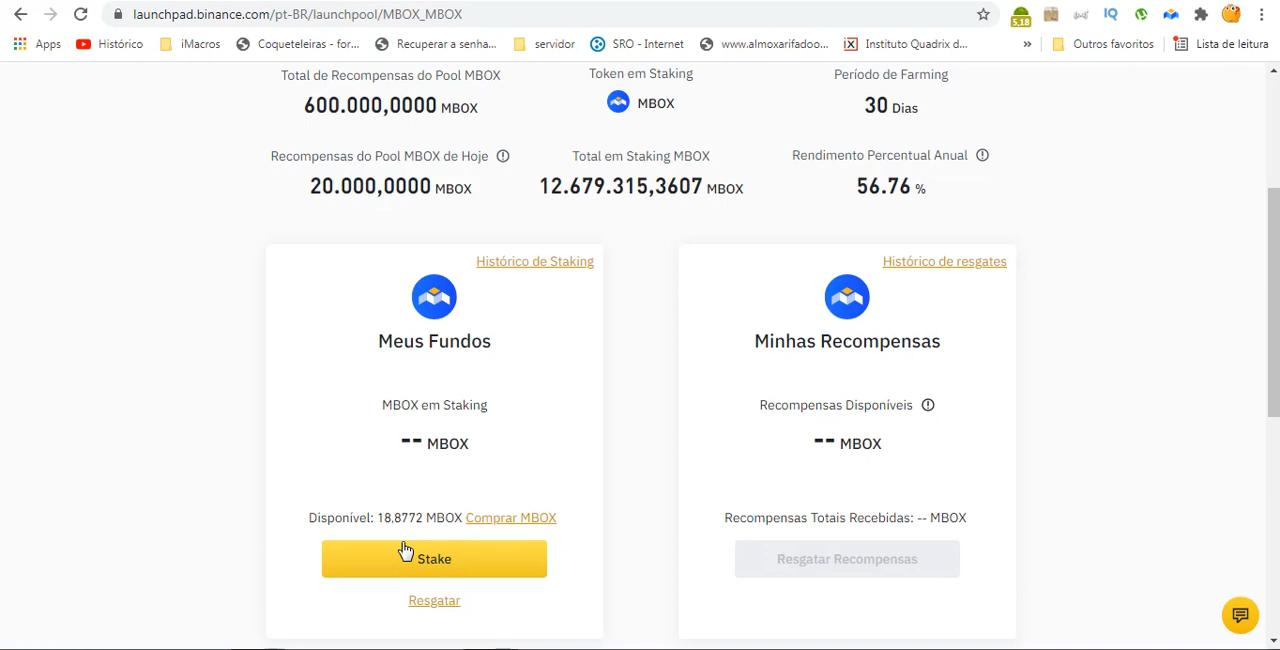 launchpad.binance.com/pt-BR/launchpool/MBOX_MBOX
5,18
IQ
Apps Histórico iMacros Coqueteleiras - for... Recuperar a senha... servidor SRO - Internet www.almoxarifadoo... Instituto Quadrix d... » Outros favoritos Lista de leitura
Total de Recompensas do Pool MBOX
600.000,0000 MBOX
Token em Staking
MBOX
Período de Farming
30 Dias
Recompensas do Pool MBOX de Hoje
20.000,0000 MBOX
Total em Staking MBOX
12.679.315,3607 MBOX
Rendimento Percentual Anual
56.76 %
Histórico de Staking
Meus Fundos
MBOX em Staking
-- MBOX
Disponível: 18,8772 MBOX Comprar MBOX
Stake
Resgatar
Histórico de resgates
Minhas Recompensas
Recompensas Disponíveis
-- MBOX
Recompensas Totais Recebidas: -- MBOX
Resgatar Recompensas